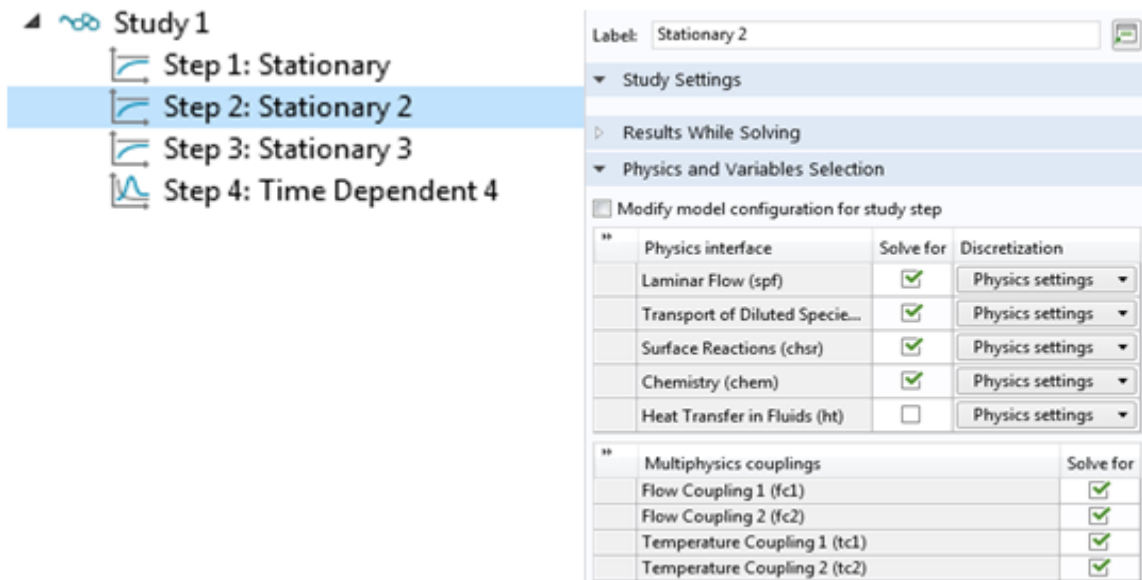 Study 1
Step 1: Stationary
Step 2: Stationary 2
Step 3: Stationary 3
Step 4: Time Dependent 4
Label: Stationary 2
Study Settings
Results While Solving
Physics and Variables Selection
Modify model configuration for study step
Physics interface Solve for Discretization
Laminar Flow (spf) Physics settings
Transport of Diluted Specie... Physics settings
Surface Reactions (chsr) Physics settings
Chemistry (chem) Physics settings
Heat Transfer in Fluids (ht) Physics settings
Multiphysics couplings Solve for
Flow Coupling 1 (fc1)
Flow Coupling 2 (fc2)
Temperature Coupling 1 (tc1)
Temperature Coupling 2 (tc2)